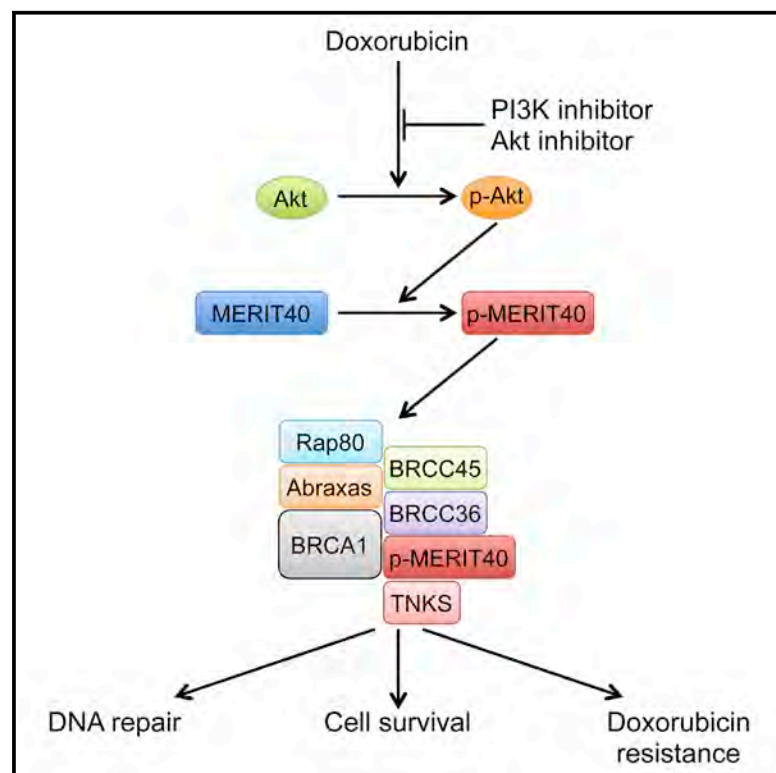 Doxorubicin
PI3K inhibitor
Akt inhibitor
Akt
p-Akt
MERIT40
p-MERIT40
Rap80
BRCC45
Abraxas
BRCC36
BRCA1
p-MERIT40
TNKS
DNA repair
Cell survival
Doxorubicin
resistance